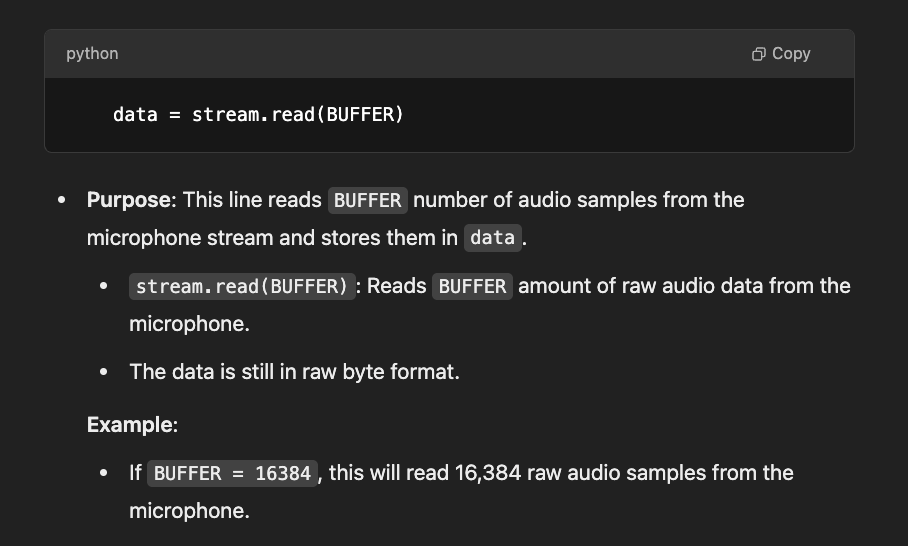 python
Copy
data = stream.read(BUFFER)
• Purpose: This line reads BUFFER number of audio samples from the
microphone stream and stores them in data.
• stream.read(BUFFER): Reads BUFFER amount of raw audio data from the
microphone.
• The data is still in raw byte format.
Example:
• If BUFFER = 16384, this will read 16,384 raw audio samples from the
microphone.